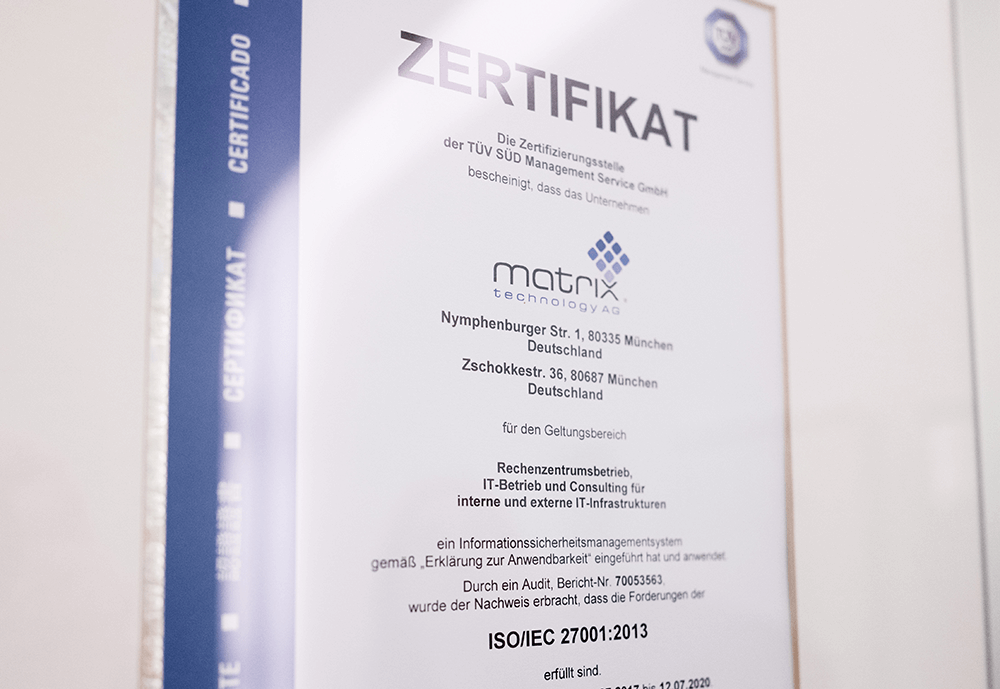 CERTIFICADO
СЕРТИФИКАТ
TÜV
ZERTIFIKAT
Die Zertifizierungsstelle
der TÜV SÜD Management Service GmbH
bescheinigt, dass das Unternehmen
matrix
technology AG
Nymphenburger Str. 1, 80335 München
Deutschland
Zschokkestr. 36, 80687 München
Deutschland
für den Geltungsbereich
Rechenzentrumsbetrieb,
IT-Betrieb und Consulting für
interne und externe IT-Infrastrukturen
ein Informationssicherheitsmanagementsystem
gemäß „Erklärung zur Anwendbarkeit“ eingeführt hat und anwendet.
Durch ein Audit, Bericht-Nr. 70053563,
wurde der Nachweis erbracht, dass die Forderungen der
ISO/IEC 27001:2013
erfüllt sind.
2017 bis 12.07.2020